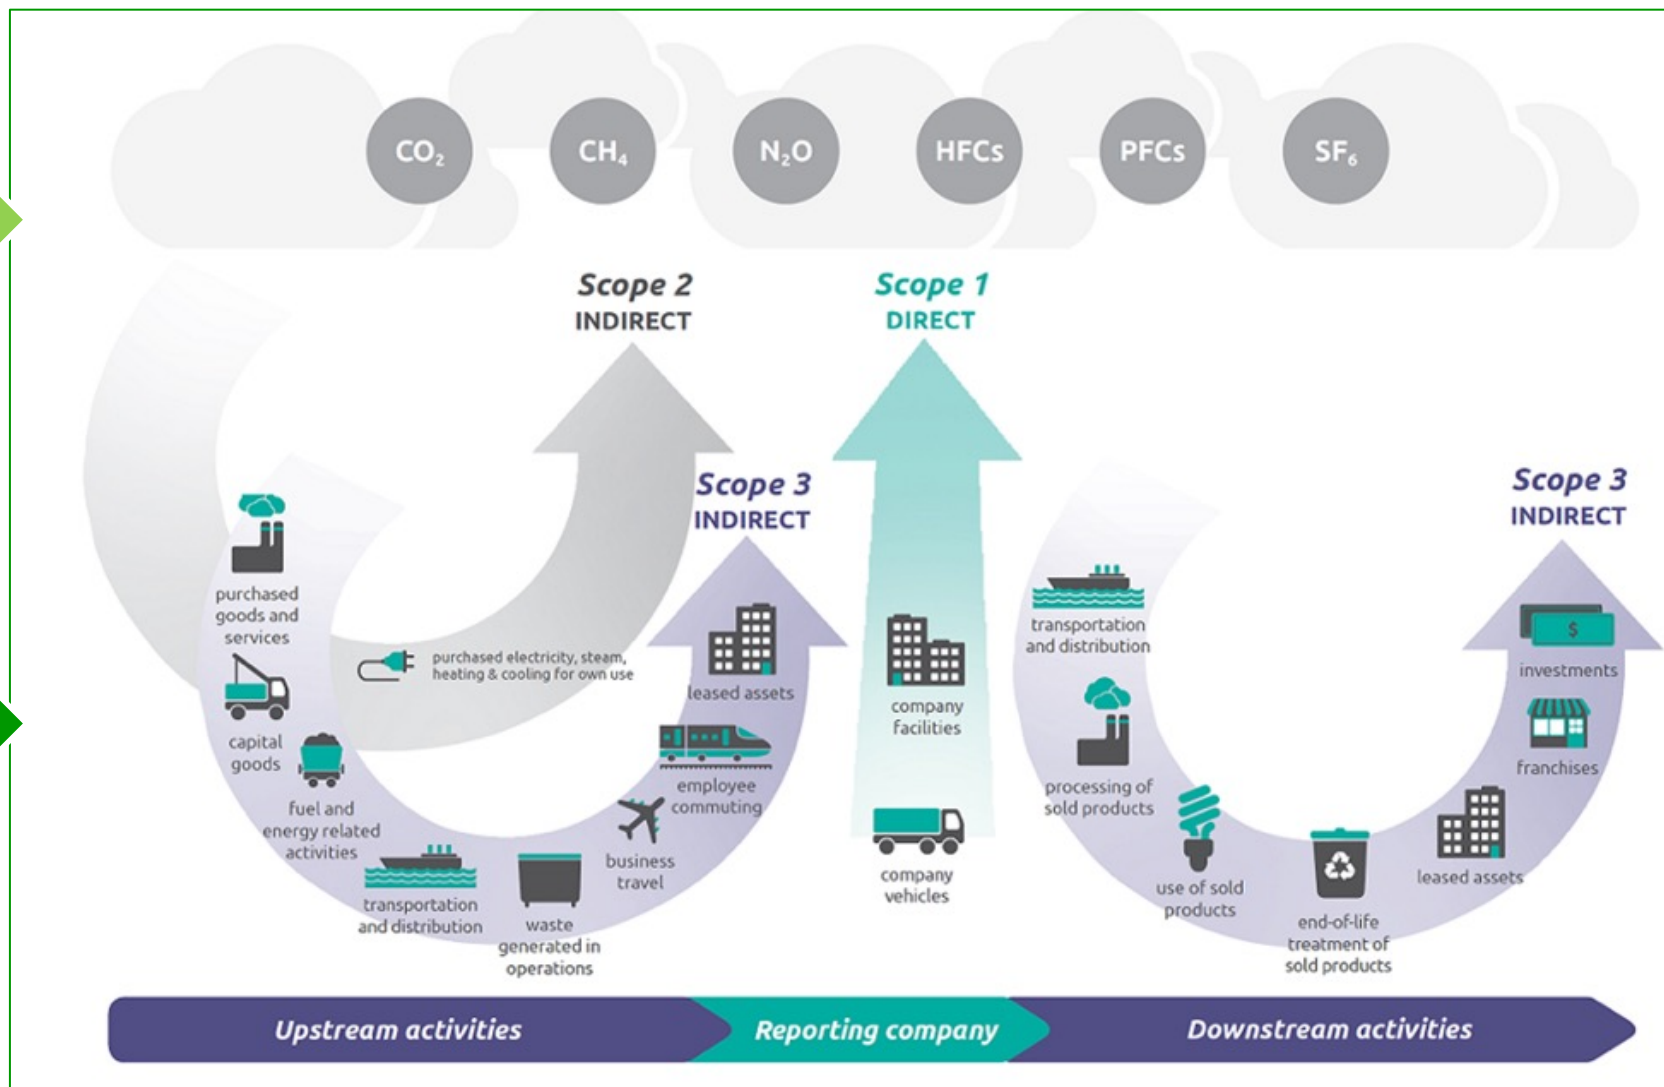 CO₂
CH₄
N₂O
HFCs
PFCs
SF₆
Scope 2
INDIRECT
Scope 1
DIRECT
Scope 3
INDIRECT
Scope 3
INDIRECT
purchased
goods and
services
capital
goods
fuel and
energy related
activities
transportation
and distribution
waste
generated in
operations
business
travel
employee
commuting
leased assets
purchased electricity, steam,
heating & cooling for own use
company
facilities
company
vehicles
transportation
and distribution
processing of
sold products
use of sold
products
end-of-life
treatment of
sold products
leased assets
franchises
$
investments
Upstream activities
Reporting company
Downstream activities